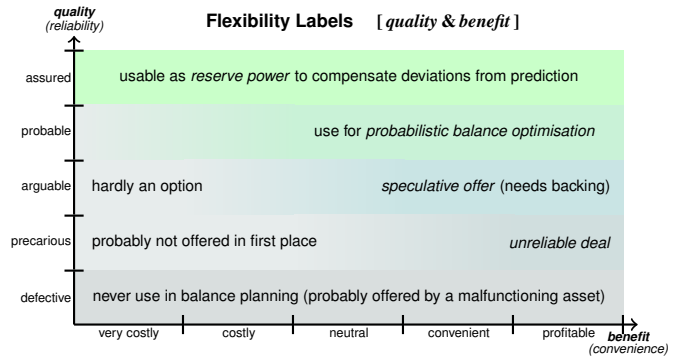 quality
(reliability)
Flexibility Labels [ quality & benefit ]
assured
usable as reserve power to compensate deviations from prediction
probable
use for probabilistic balance optimisation
arguable
hardly an option
speculative offer (needs backing)
precarious
probably not offered in first place
unreliable deal
defective
never use in balance planning (probably offered by a malfunctioning asset)
very costly
costly
neutral
convenient
profitable
benefit
(convenience)